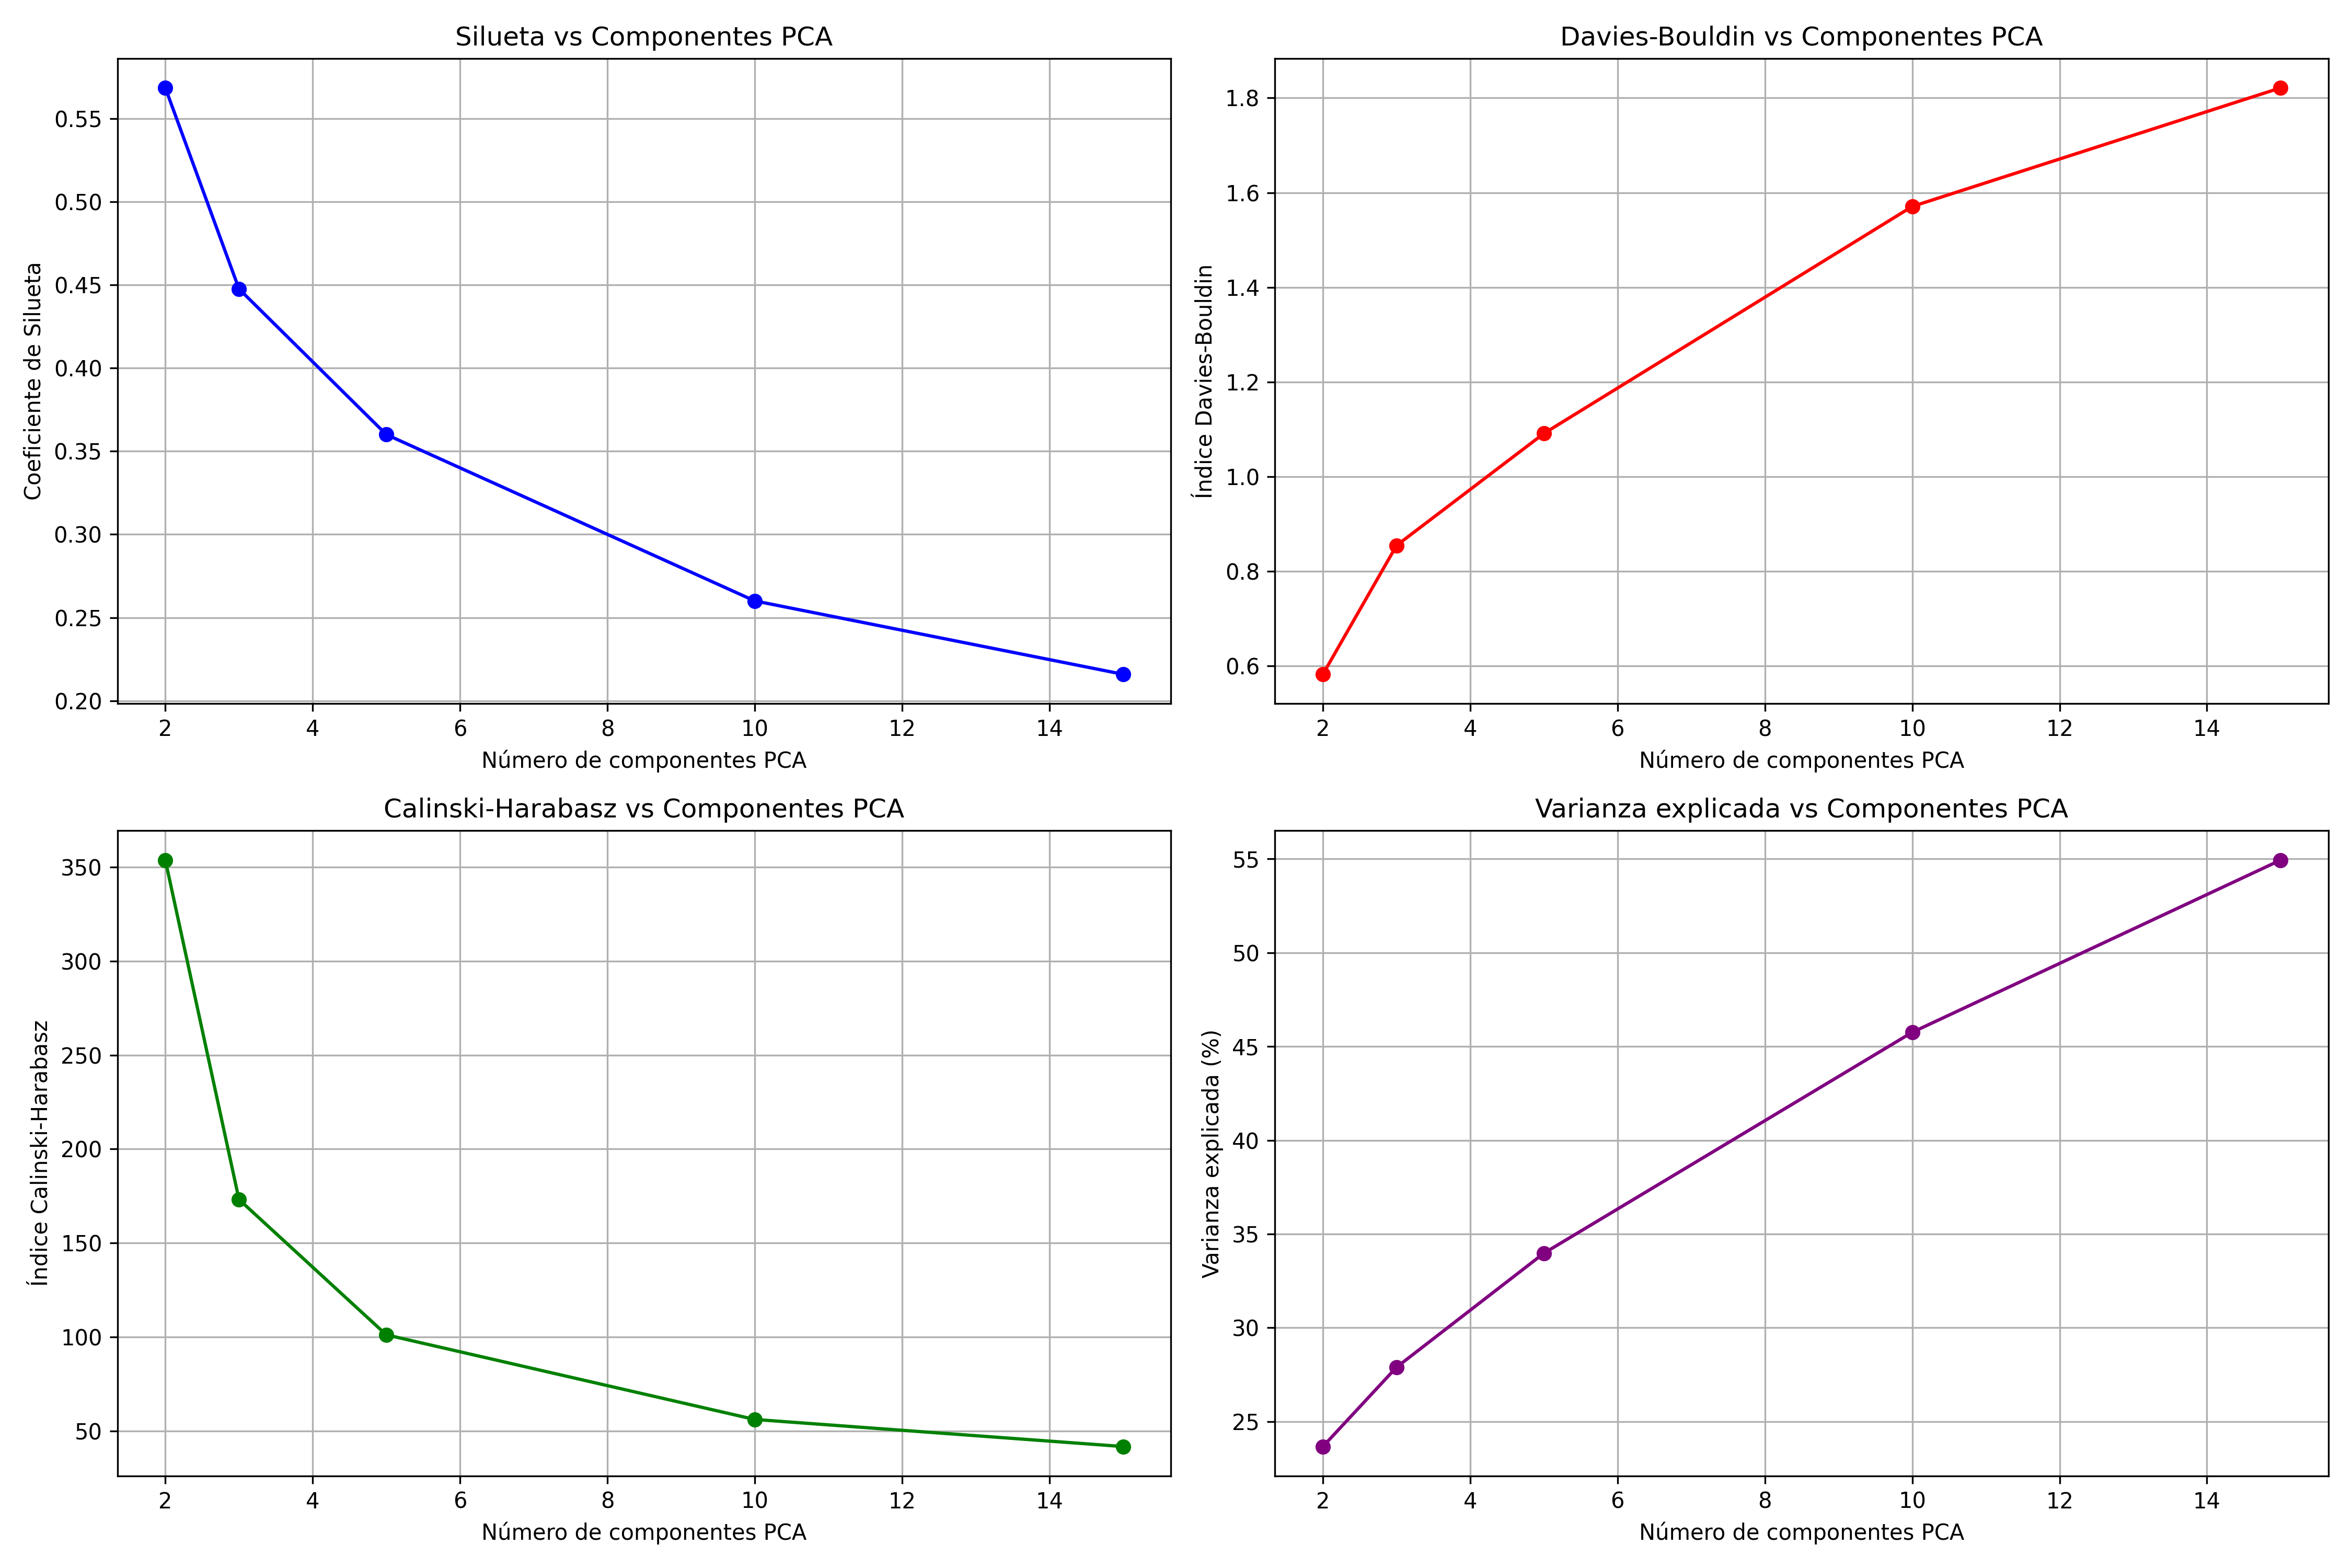 Silueta vs Componentes PCA
Coeficiente de Silueta
0.55
0.50
0.45
0.40
0.35
0.30
0.25
0.20
2 4 6 8 10 12 14
Número de componentes PCA
Davies-Bouldin vs Componentes PCA
Índice Davies-Bouldin
1.8
1.6
1.4
1.2
1.0
0.8
0.6
2 4 6 8 10 12 14
Número de componentes PCA
Calinski-Harabasz vs Componentes PCA
Índice Calinski-Harabasz
350
300
250
200
150
100
50
2 4 6 8 10 12 14
Número de componentes PCA
Varianza explicada vs Componentes PCA
Varianza explicada (%)
55
50
45
40
35
30
25
2 4 6 8 10 12 14
Número de componentes PCA